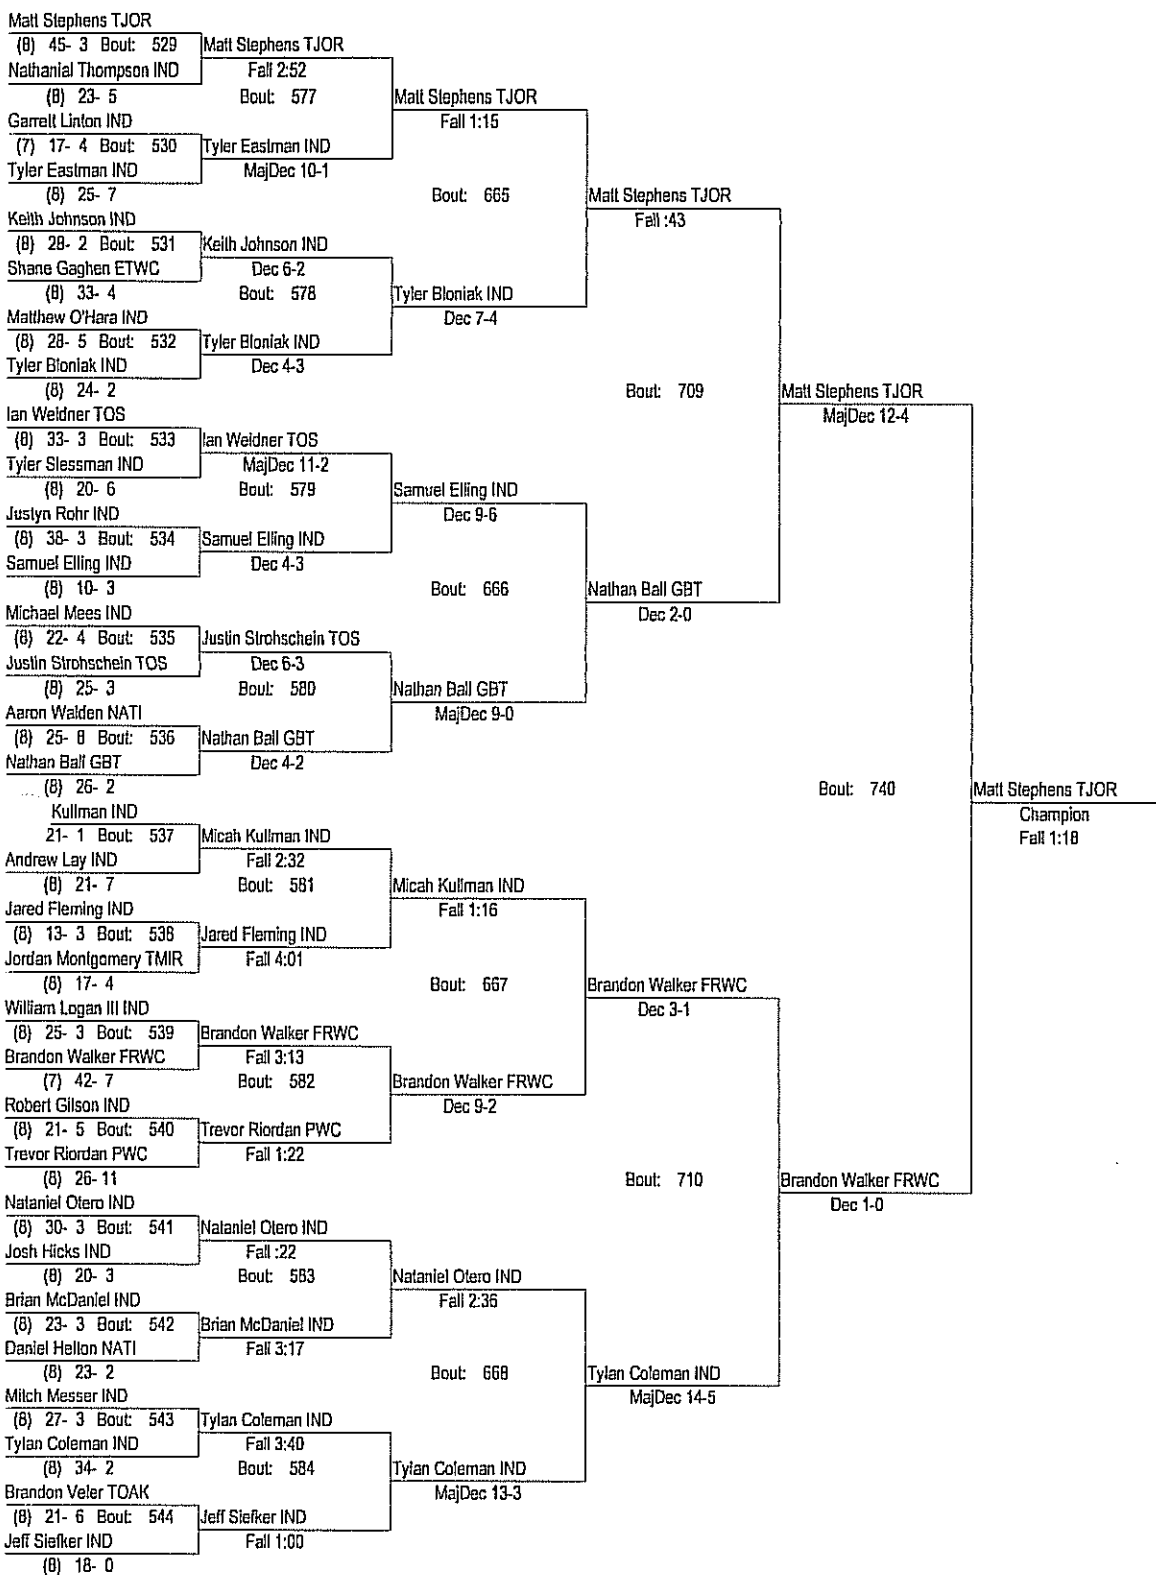 Matt Stephens TJOR
(8) 45- 3 Bout: 529
Nathanial Thompson IND
(8) 23- 5
Garrett Linton IND
(7) 17- 4 Bout: 530
Tyler Eastman IND
(8) 25- 7
Keith Johnson IND
(8) 28- 2 Bout: 531
Shane Gaghen ETWC
(8) 33- 4
Matthew O'Hara IND
(8) 28- 5 Bout: 532
Tyler Bloniak IND
(8) 24- 2
Ian Weidner TOS
(8) 33- 3 Bout: 533
Tyler Slessman IND
(8) 20- 6
Justyn Rohr IND
(8) 38- 3 Bout: 534
Samuel Elling IND
(8) 10- 3
Michael Mees IND
(8) 22- 4 Bout: 535
Justin Strohschein TOS
(8) 25- 3
Aaron Walden NATI
(8) 25- 8 Bout: 536
Nathan Ball GBT
(8) 26- 2
Kullman IND
21- 1 Bout: 537
Andrew Lay IND
(8) 21- 7
Jared Fleming IND
(8) 13- 3 Bout: 538
Jordan Montgomery TMIR
(8) 17- 4
William Logan III IND
(8) 25- 3 Bout: 539
Brandon Walker FRWC
(7) 42- 7
Robert Gilson IND
(8) 21- 5 Bout: 540
Trevor Riordan PWC
(8) 26- 11
Nataniel Otero IND
(8) 30- 3 Bout: 541
Josh Hicks IND
(8) 20- 3
Brian McDaniel IND
(8) 23- 3 Bout: 542
Daniel Hellon NATI
(8) 23- 2
Mitch Messer IND
(8) 27- 3 Bout: 543
Tylan Coleman IND
(8) 34- 2
Brandon Veler TOAK
(8) 21- 6 Bout: 544
Jeff Siefker IND
(8) 18- 0
Matt Stephens TJOR
Fall 2:52
Bout: 577
Tyler Eastman IND
MajDec 10-1
Keith Johnson IND
Dec 6-2
Bout: 578
Tyler Bloniak IND
Dec 4-3
Ian Weidner TOS
MajDec 11-2
Bout: 579
Samuel Elling IND
Dec 4-3
Justin Strohschein TOS
Dec 6-3
Bout: 580
Nathan Ball GBT
Dec 4-2
Micah Kullman IND
Fall 2:32
Bout: 581
Jared Fleming IND
Fall 4:01
Brandon Walker FRWC
Fall 3:13
Bout: 582
Trevor Riordan PWC
Fall 1:22
Nataniel Otero IND
Fall :22
Bout: 583
Brian McDaniel IND
Fall 3:17
Tylan Coleman IND
Fall 3:40
Bout: 584
Jeff Siefker IND
Fall 1:00
Matt Stephens TJOR
Fall 1:15
Bout: 665
Tyler Bloniak IND
Dec 7-4
Samuel Elling IND
Dec 9-6
Bout: 666
Nathan Ball GBT
MajDec 9-0
Micah Kullman IND
Fall 1:16
Bout: 667
Brandon Walker FRWC
Dec 9-2
Nataniel Otero IND
Fall 2:36
Bout: 668
Tylan Coleman IND
MajDec 13-3
Matt Stephens TJOR
Fall :43
Bout: 709
Nathan Ball GBT
Dec 2-0
Brandon Walker FRWC
Dec 3-1
Bout: 710
Tylan Coleman IND
MajDec 14-5
Matt Stephens TJOR
MajDec 12-4
Bout: 740
Brandon Walker FRWC
Dec 1-0
Matt Stephens TJOR
Champion
Fall 1:18